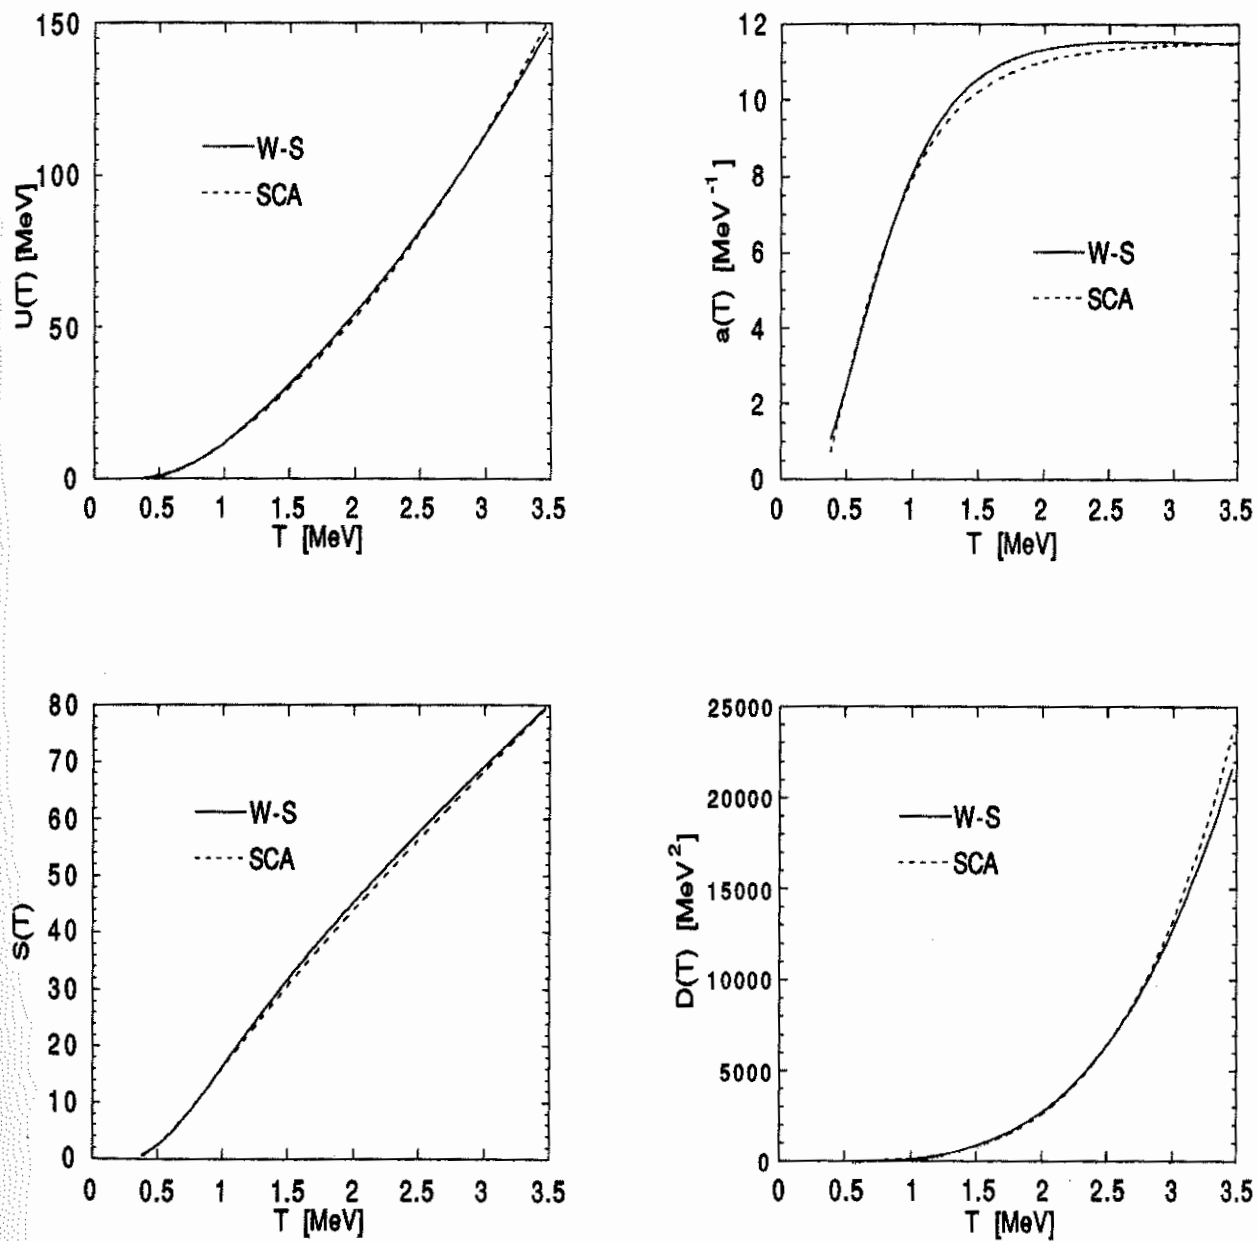 150
100
50
0
U(T) [MeV]
W-S
SCA
0 0.5 1 1.5 2 2.5 3 3.5
T [MeV]
12
10
8
6
4
2
0
a(T) [MeV⁻¹]
W-S
SCA
0 0.5 1 1.5 2 2.5 3 3.5
T [MeV]
80
70
60
50
40
30
20
10
0
S(T)
W-S
SCA
0 0.5 1 1.5 2 2.5 3 3.5
T [MeV]
25000
20000
15000
10000
5000
0
D(T) [MeV²]
W-S
SCA
0 0.5 1 1.5 2 2.5 3 3.5
T [MeV]